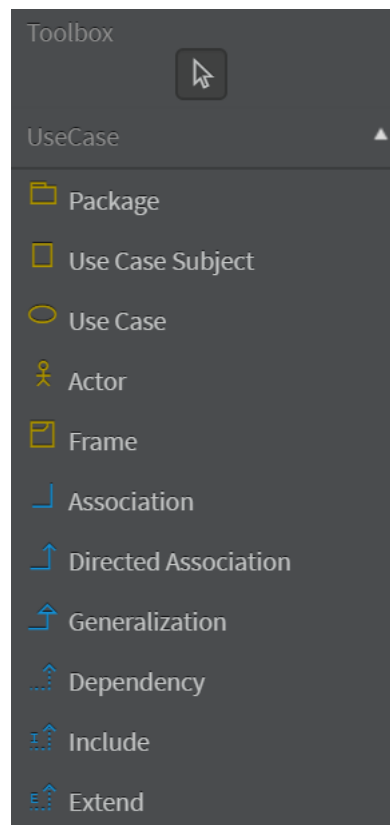 Toolbox
UseCase
Package
Use Case Subject
Use Case
Actor
Frame
Association
Directed Association
Generalization
Dependency
I Include
E Extend